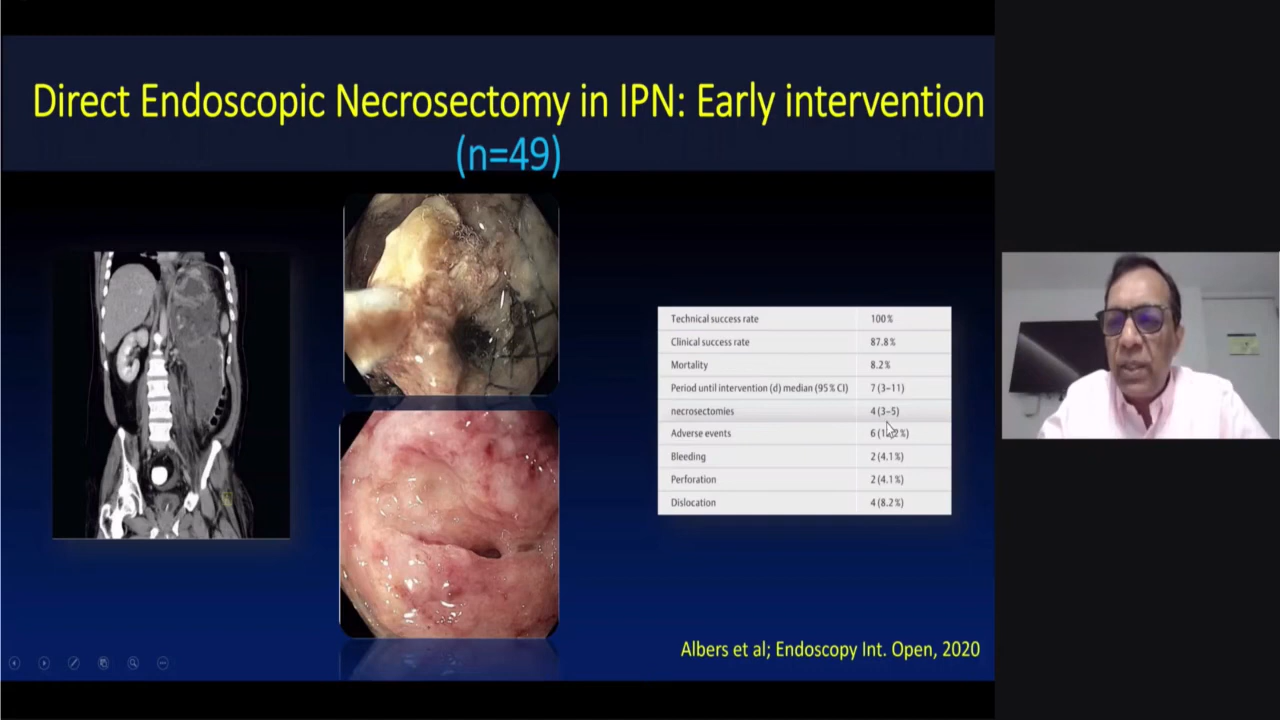 Direct Endoscopic Necrosectomy in IPN: Early intervention
(n=49)
Technical success rate 100%
Clinical success rate 87.8%
Mortality 8.2%
Period until intervention (d) median (95% CI) 7 (3–11)
necrosectomies 4 (3–5)
Adverse events 6
Bleeding 2 (4.1%)
Perforation 2 (4.1%)
Dislocation 4 (8.2%)
Albers et al; Endoscopy Int. Open, 2020